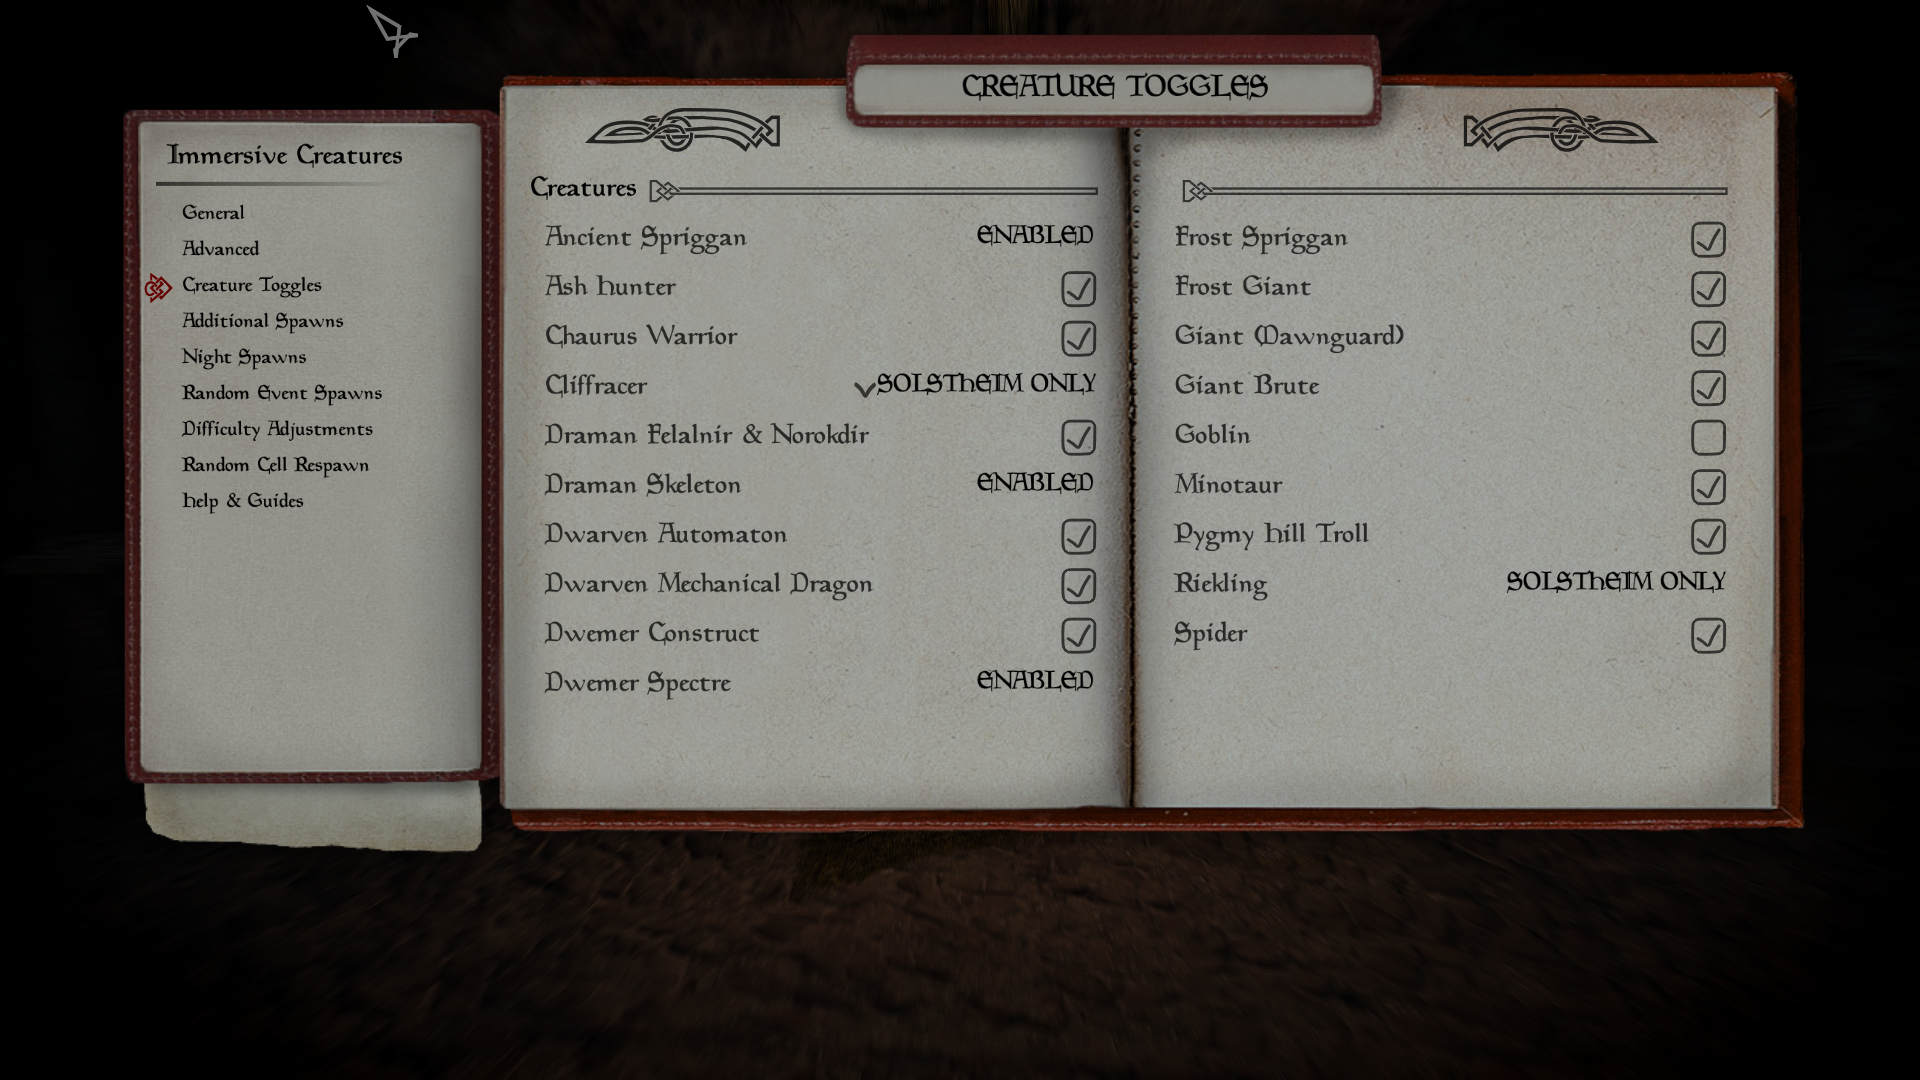 CREATURE TOGGLES
Immersive Creatures
General
Advanced
Creature Toggles
Additional Spawns
Night Spawns
Random Event Spawns
Difficulty Adjustments
Random Cell Respawn
Help & Guides
Creatures
Ancient Spriggan ENABLED
Ash Hunter
Chaurus Warrior
Cliffracer SOLSTHEIM ONLY
Draman Felalnir & Norokdir
Draman Skeleton ENABLED
Dwarven Automaton
Dwarven Mechanical Dragon
Dwemer Construct
Dwemer Spectre ENABLED
Frost Spriggan
Frost Giant
Giant (Dawnguard)
Giant Brute
Goblin
Minotaur
Pygmy Hill Troll
Riekling SOLSTHEIM ONLY
Spider